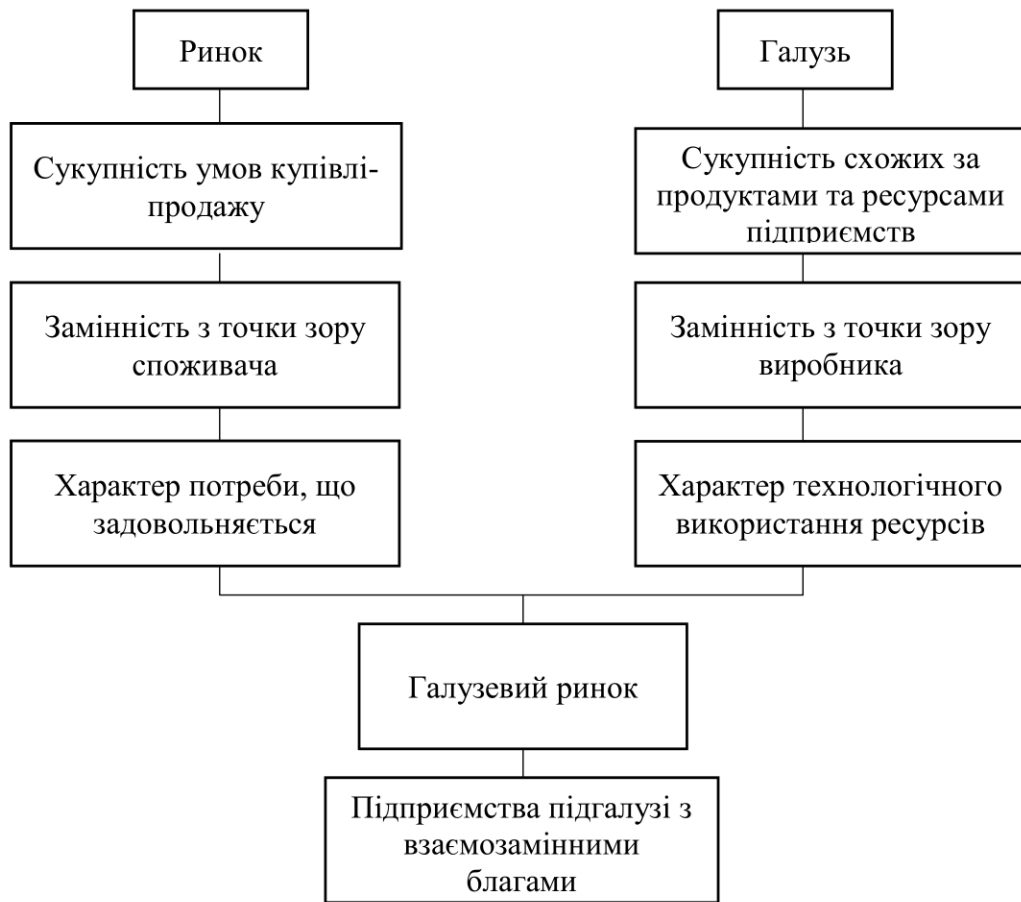 Ринок
Галузь
Сукупність умов купівлі-
продажу
Сукупність схожих за
продуктами та ресурсами
підприємств
Замінність з точки зору
споживача
Замінність з точки зору
виробника
Характер потреби, що
задовольняється
Характер технологічного
використання ресурсів
Галузевий ринок
Підприємства підгалузі з
взаємозамінними
благами